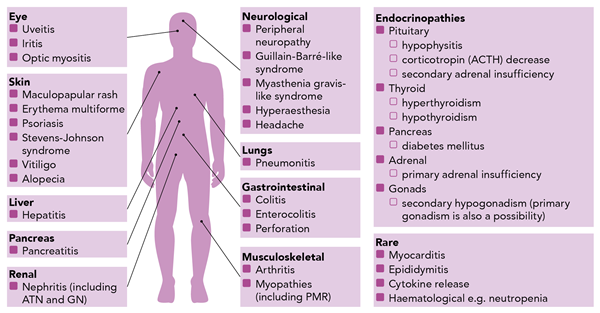 Eye
Uveitis
Iritis
Optic myositis
Skin
Maculopapular rash
Erythema multiforme
Psoriasis
Stevens-Johnson
syndrome
Vitiligo
Alopecia
Liver
Hepatitis
Pancreas
Pancreatitis
Renal
Nephritis (including
ATN and GN)
Neurological
Peripheral
neuropathy
Guillain-Barré-like
syndrome
Myasthenia gravis-
like syndrome
Hyperaesthesia
Headache
Lungs
Pneumonitis
Gastrointestinal
Colitis
Enterocolitis
Perforation
Musculoskeletal
Arthritis
Myopathies
(including PMR)
Endocrinopathies
Pituitary
hypophysitis
corticotropin (ACTH) decrease
secondary adrenal insufficiency
Thyroid
hyperthyroidism
hypothyroidism
Pancreas
diabetes mellitus
Adrenal
primary adrenal insufficiency
Gonads
secondary hypogonadism (primary
gonadism is also a possibility)
Rare
Myocarditis
Epididymitis
Cytokine release
Haematological e.g. neutropenia